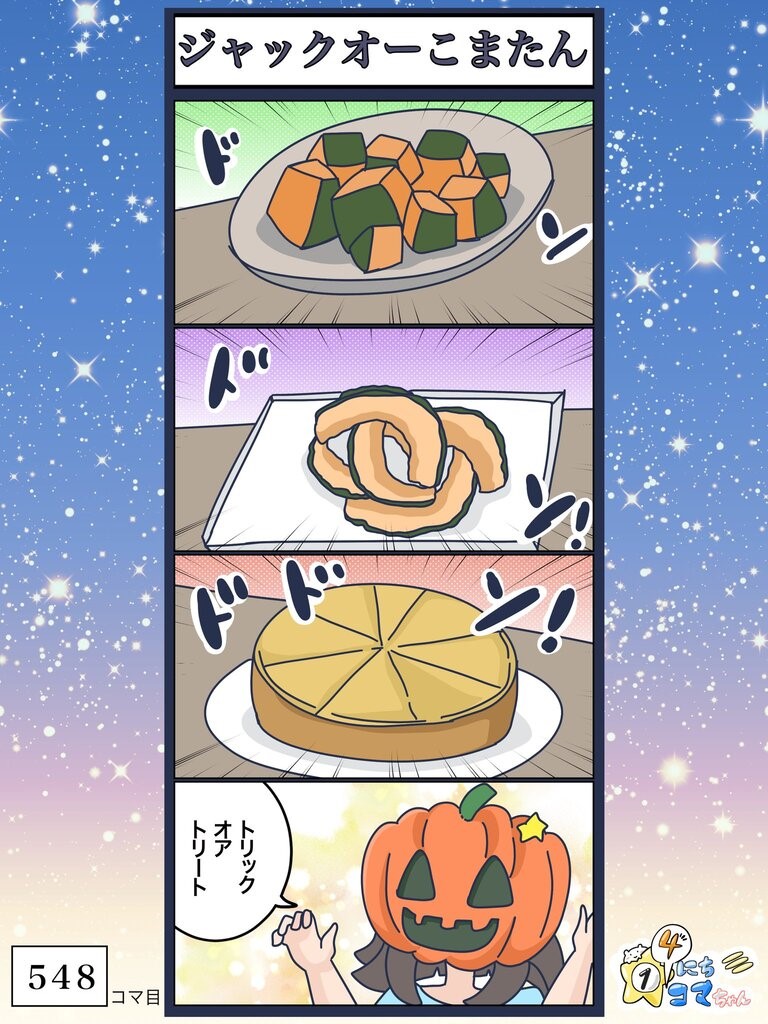 ジャックオーこまたん
ドン
ドズン!
ドドン!
トリック
オア
トリート
548
コマ目
1
4
にち
コマちゃん